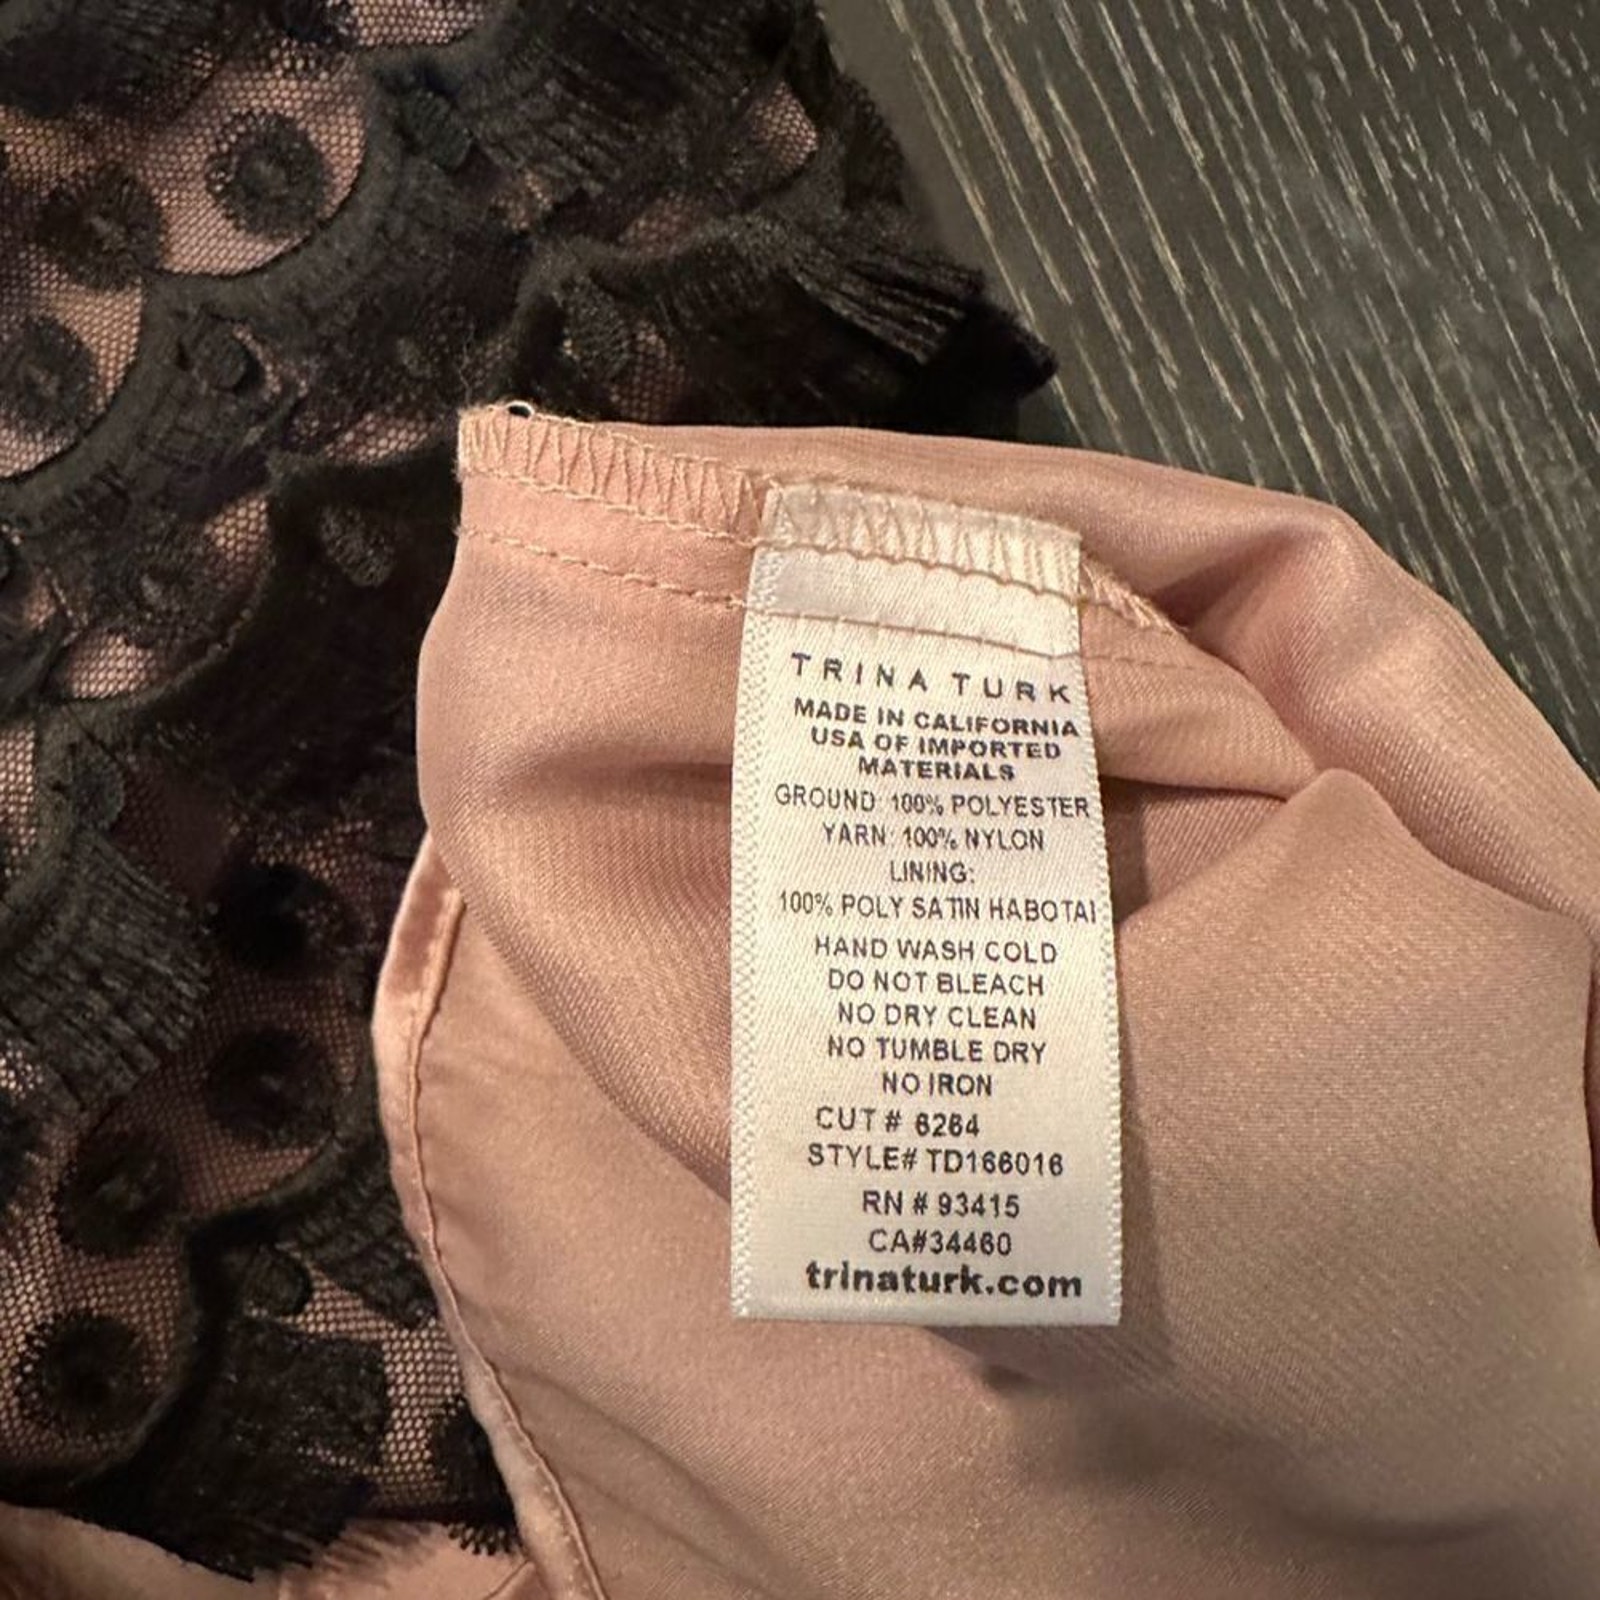 TRINA TURK
MADE IN CALIFORNIA
USA OF IMPORTED
MATERIALS
GROUND: 100% POLYESTER
YARN: 100% NYLON
LINING:
100% POLY SATIN HABOTAI
HAND WASH COLD
DO NOT BLEACH
NO DRY CLEAN
NO TUMBLE DRY
NO IRON
CUT # 6264
STYLE# TD166016
RN # 93415
CA#34460
trinaturk.com